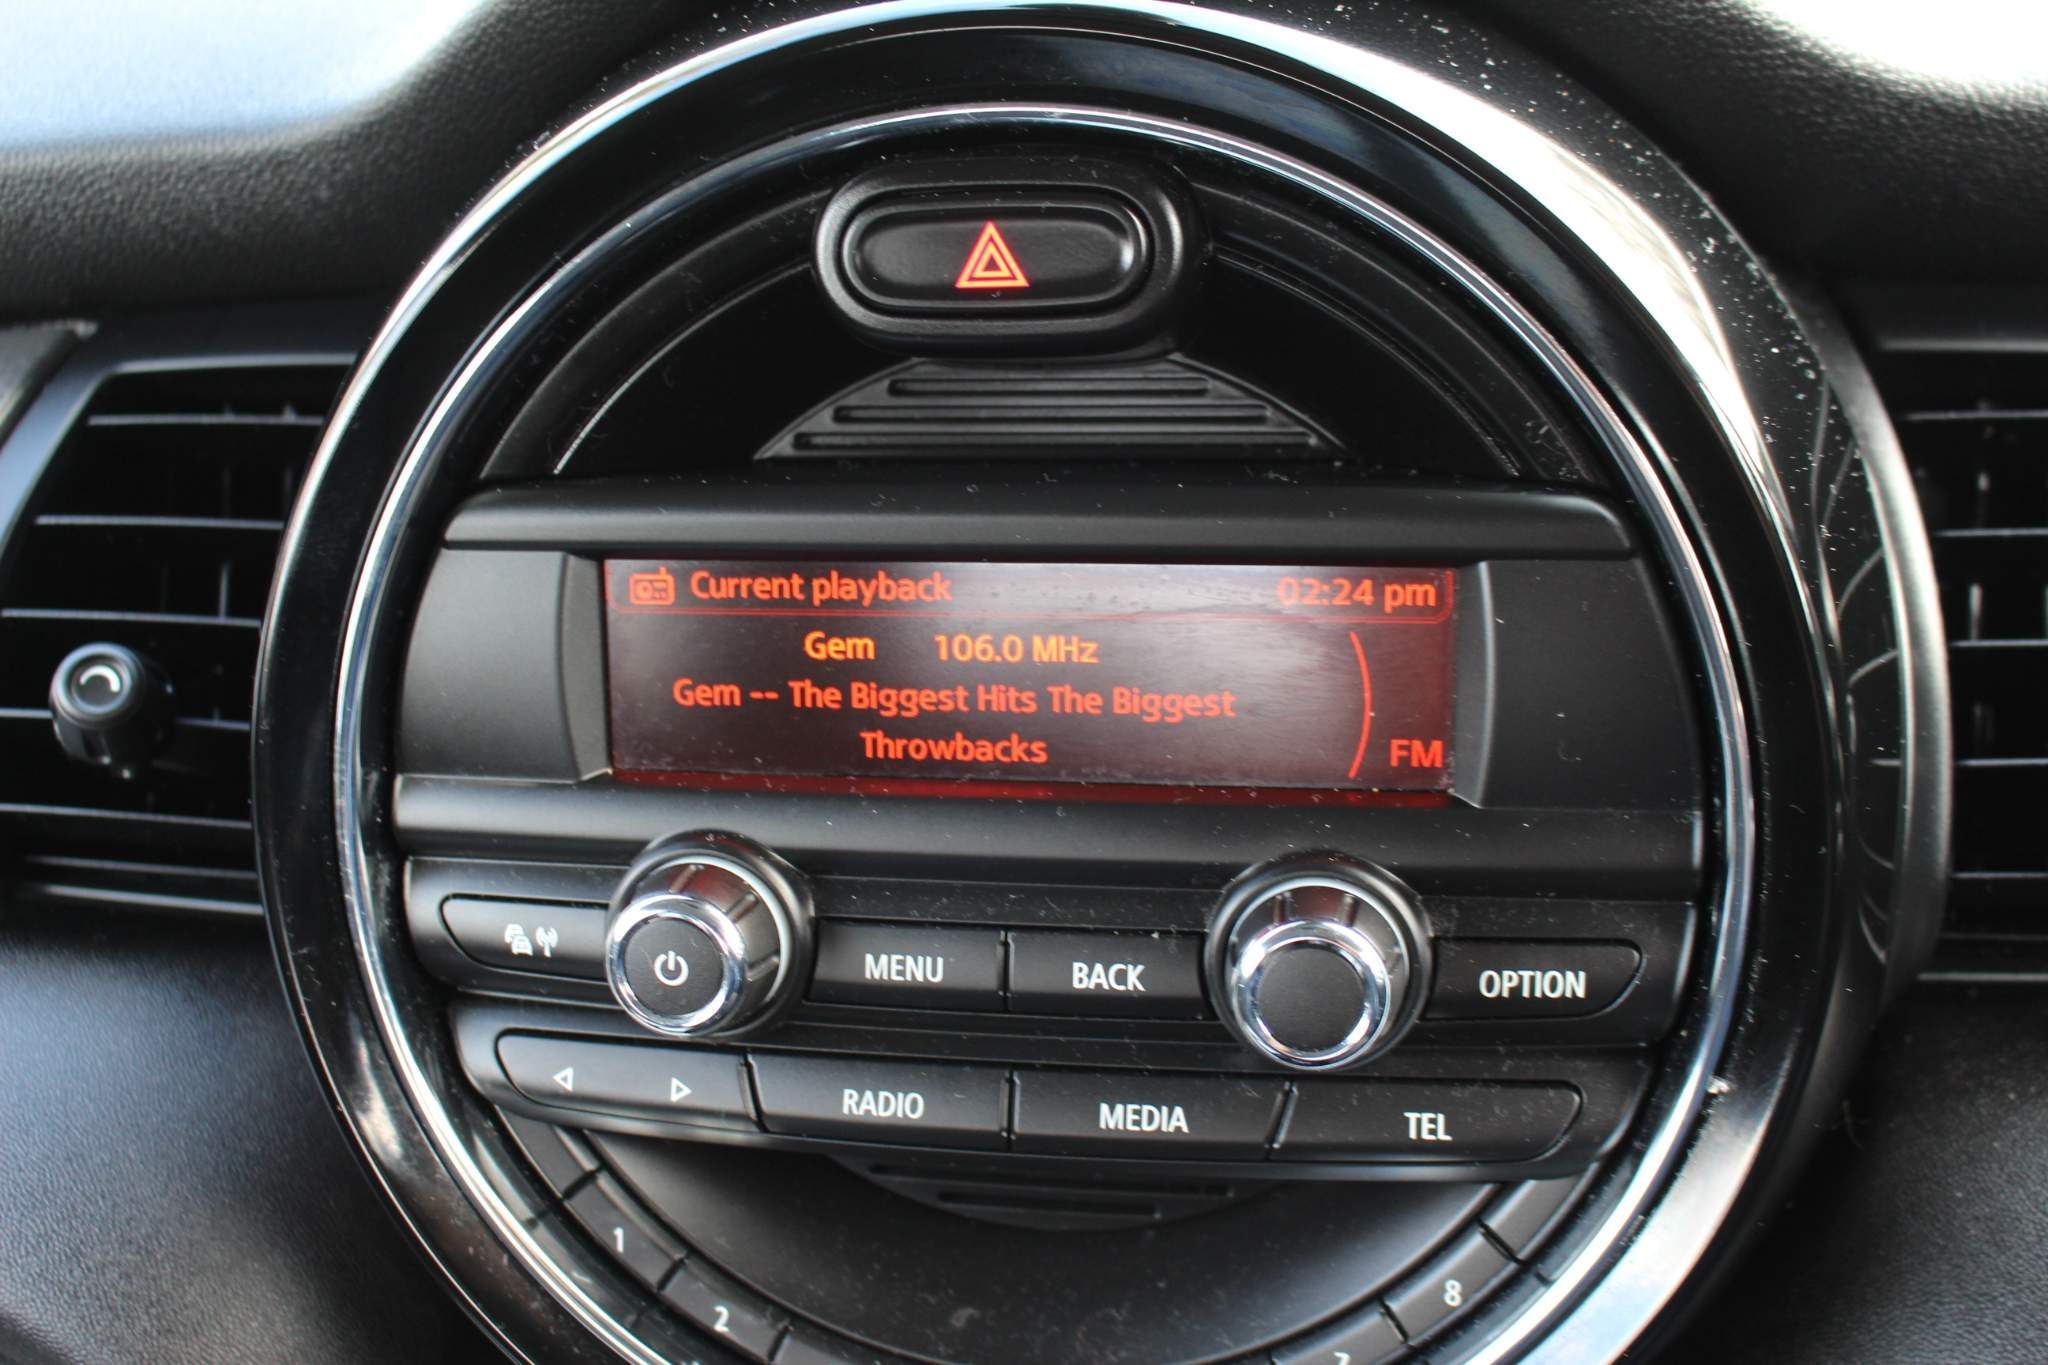 Current playback 02:24 pm
Gem 106.0 MHz
Gem -- The Biggest Hits The Biggest
Throwbacks
FM
MENU BACK OPTION
RADIO MEDIA TEL
1
8
2
7